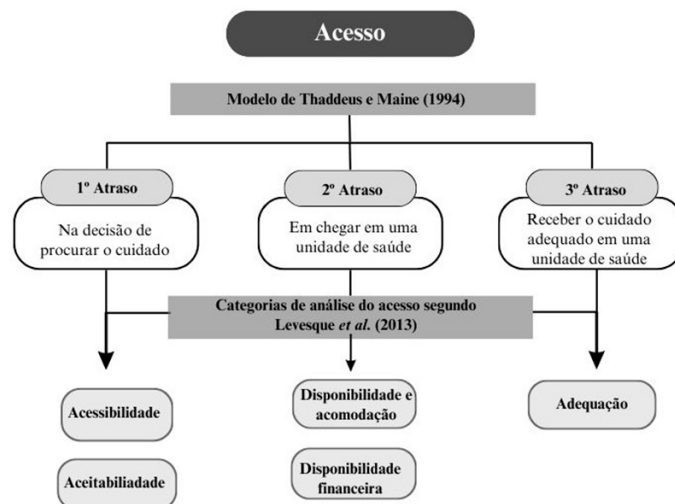 Acesso
Modelo de Thaddeus e Maine (1994)
1º Atraso
Na decisão de
procurar o cuidado
2º Atraso
Em chegar em uma
unidade de saúde
3º Atraso
Receber o cuidado
adequado em uma
unidade de saúde
Categorias de análise do acesso segundo
Levesque et al. (2013)
Acessibilidade
Aceitabiliadade
Disponibilidade e
acomodação
Disponibilidade
financeira
Adequação